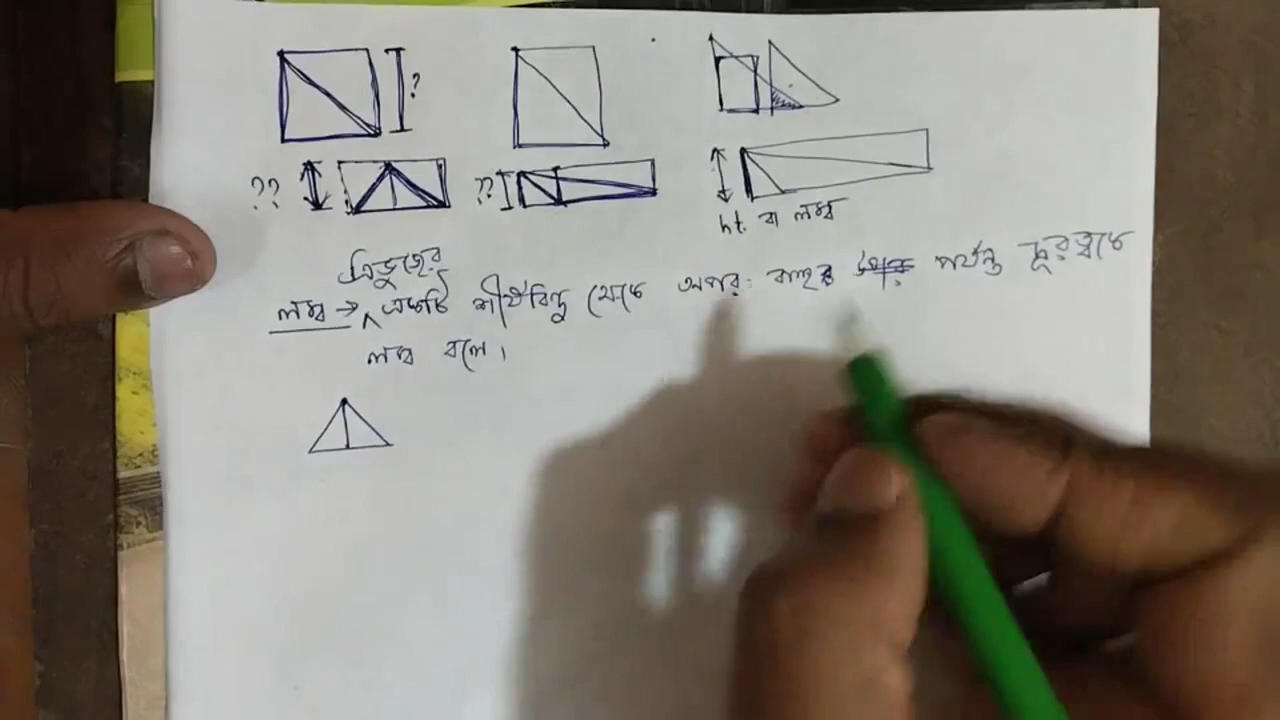 ?
??
??
ht. বা লম্ব
ত্রিভুজের
লম্ব → একটি শীর্ষবিন্দু থেকে অপর বাহুর পর্যন্ত দূরত্বকে
লম্ব বলে।